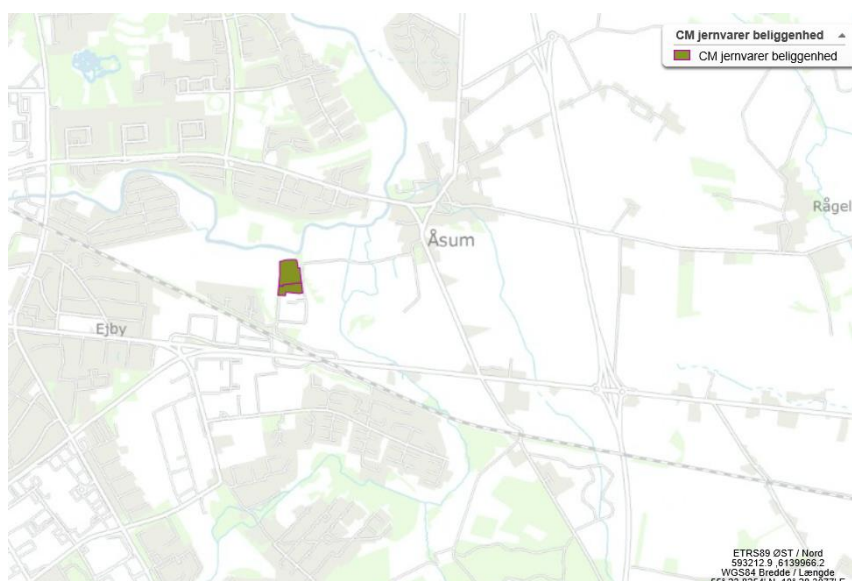 CM jernvarer beliggenhed
CM jernvarer beliggenhed
Rågel
Åsum
Ejby
ETRS89 ØST / Nord
593212.9 ,6139966.2
WGS84 Bredde / Længde